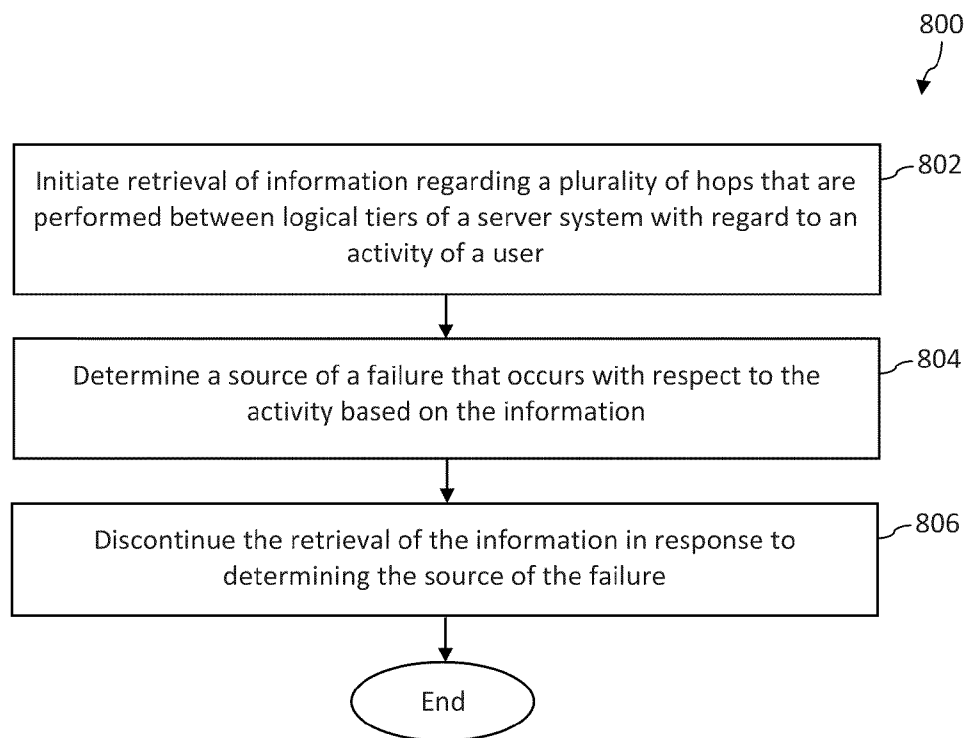 800
Initiate retrieval of information regarding a plurality of hops that are
performed between logical tiers of a server system with regard to an
activity of a user
802
Determine a source of a failure that occurs with respect to the
activity based on the information
804
Discontinue the retrieval of the information in response to
determining the source of the failure
806
End